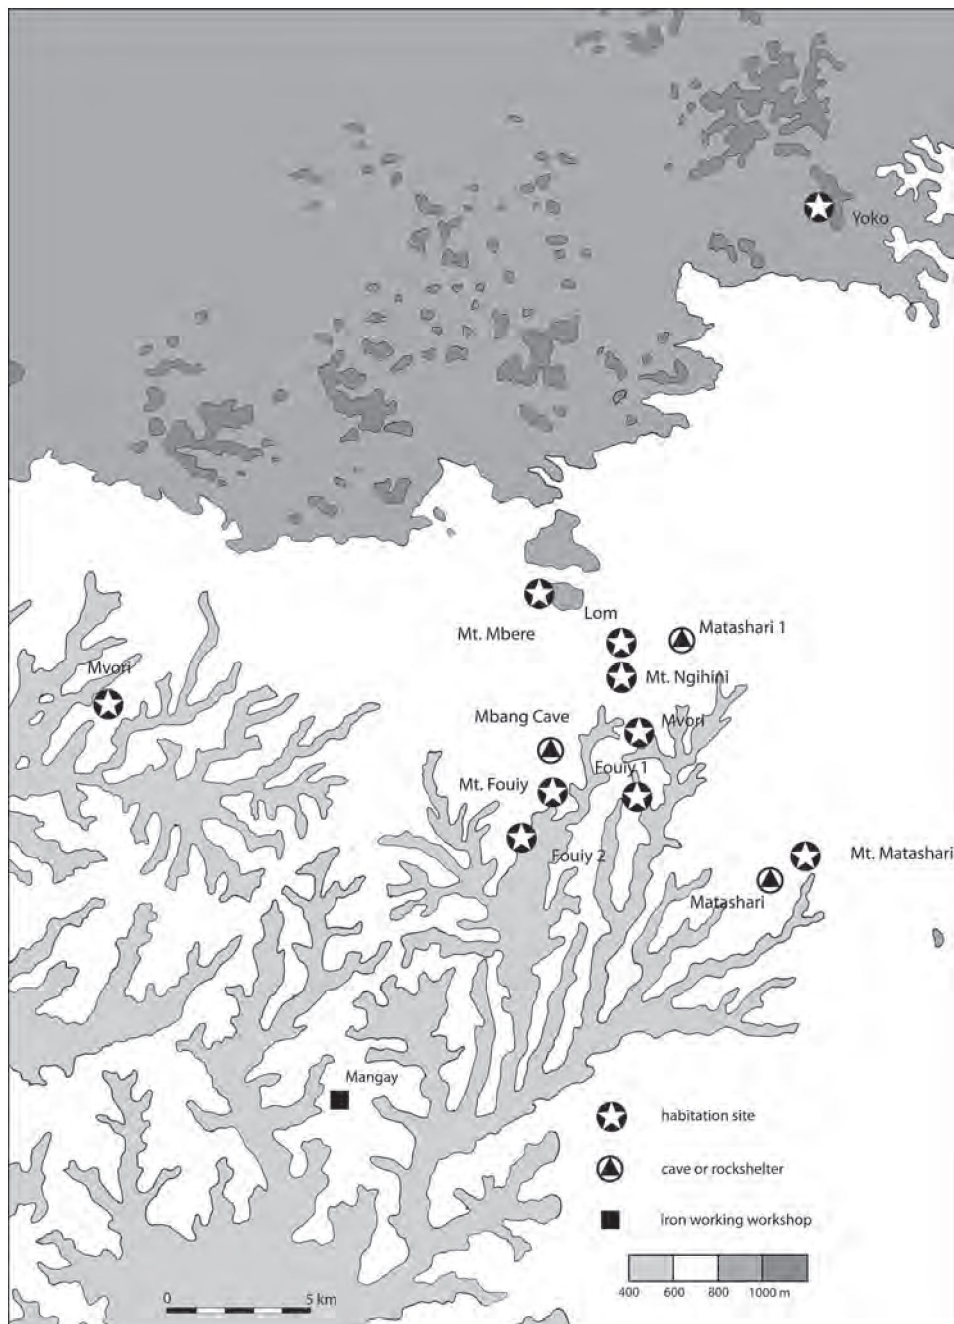 Yoko
Lom
Mt. Mbere
Matashari 1
Mvori
Mt. Ngihini
Mbang Cave
Mvori
Fouiy 1
Mt. Fouiy
Fouiy 2
Mt. Matashari
Matashari
Mangay
habitation site
cave or rockshelter
Iron working workshop
0 5 km
400 600 800 1000 m